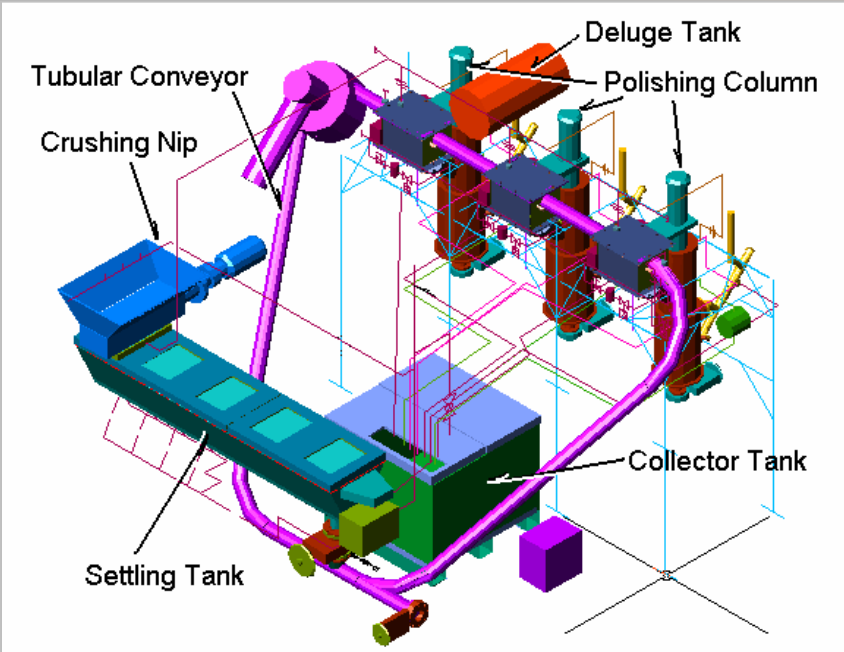 Deluge Tank
Tubular Conveyor
Polishing Column
Crushing Nip
Collector Tank
Settling Tank